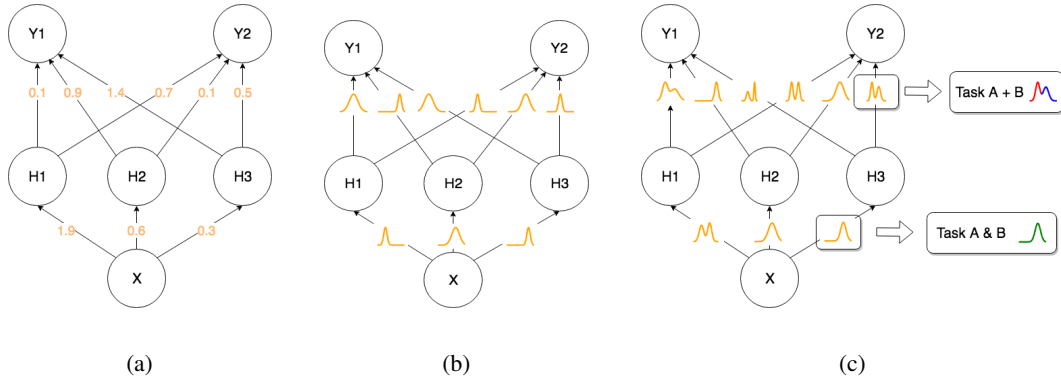 Y1 Y2
0.1 0.9 1.4 0.7 0.1 0.5
H1 H2 H3
1.9 0.6 0.3
X
(a)
Y1 Y2
H1 H2 H3
X
(b)
Y1 Y2
Task A + B
H1 H2 H3
Task A & B
X
(c)